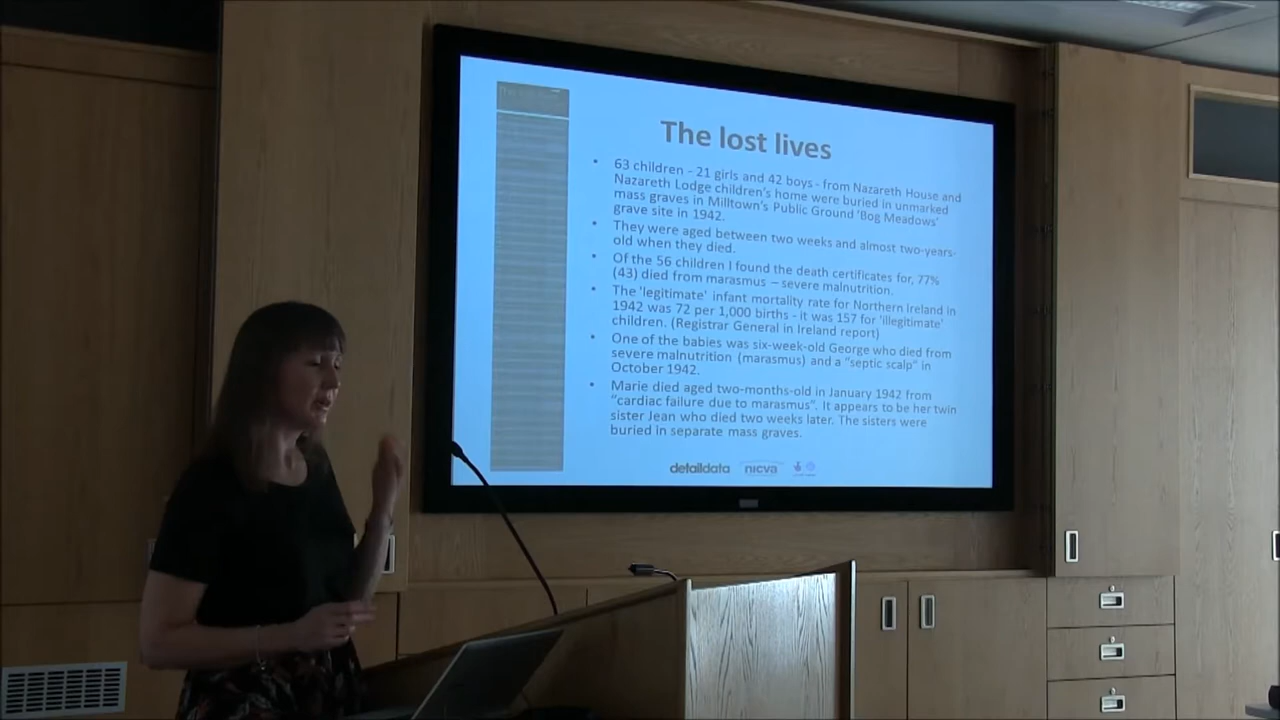 The lost lives
• 63 children - 21 girls and 42 boys - from Nazareth House and
Nazareth Lodge children's home were buried in unmarked
mass graves in Milltown's Public Ground 'Bog Meadows'
grave site in 1942.
• They were aged between two weeks and almost two-years-
old when they died.
• Of the 56 children I found the death certificates for, 77%
(43) died from marasmus – severe malnutrition.
• The 'legitimate' infant mortality rate for Northern Ireland in
1942 was 72 per 1,000 births - it was 157 for 'illegitimate'
children. (Registrar General in Ireland report)
• One of the babies was six-week-old George who died from
severe malnutrition (marasmus) and a "septic scalp" in
October 1942.
• Marie died aged two-months-old in January 1942 from
"cardiac failure due to marasmus". It appears to be her twin
sister Jean who died two weeks later. The sisters were
buried in separate mass graves.
detaildata nicva